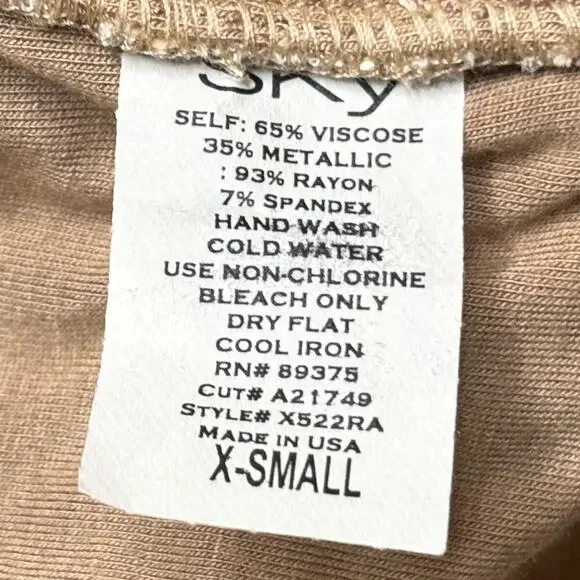 sky
SELF: 65% VISCOSE
35% METALLIC
: 93% RAYON
7% SPANDEX
HAND WASH
COLD WATER
USE NON-CHLORINE
BLEACH ONLY
DRY FLAT
COOL IRON
RN# 89375
CUT# A21749
STYLE# X522RA
MADE IN USA
X-SMALL